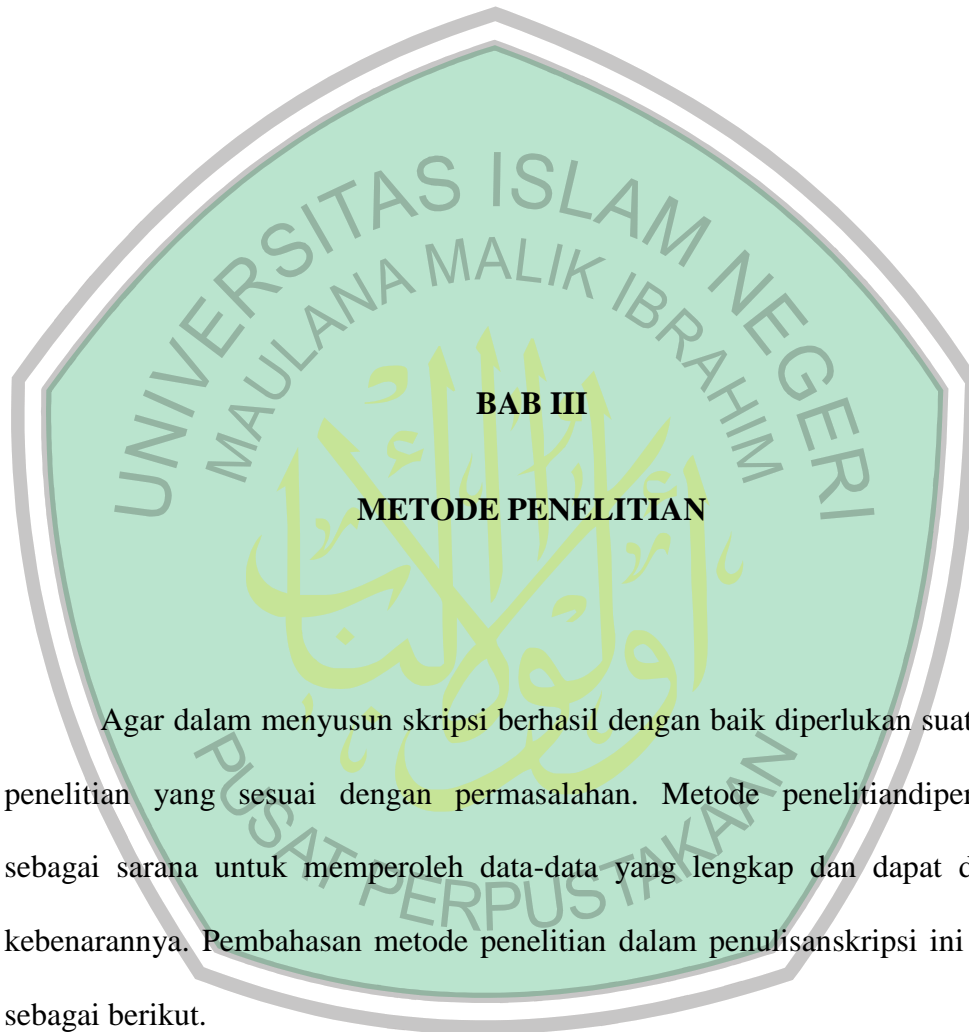 UNIVERSITAS ISLAM NEGERI
MAULANA MALIK IBRAHIM
BAB III
METODE PENELITIAN
Agar dalam menyusun skripsi berhasil dengan baik diperlukan suat
penelitian yang sesuai dengan permasalahan. Metode penelitiandiper
sebagai sarana untuk memperoleh data-data yang lengkap dan dapat d
kebenarannya. Pembahasan metode penelitian dalam penulisanskripsi ini
sebagai berikut.
PUSAT PERPUSTAKAAN